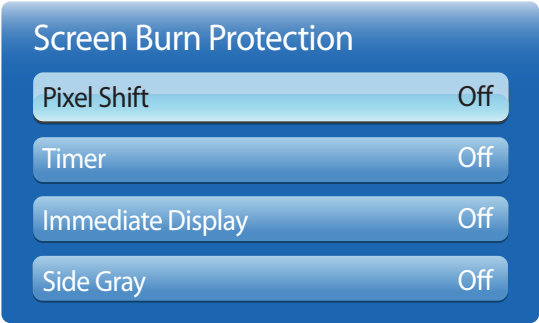 Screen Burn Protection
Pixel Shift Off
Timer Off
Immediate Display Off
Side Gray Off